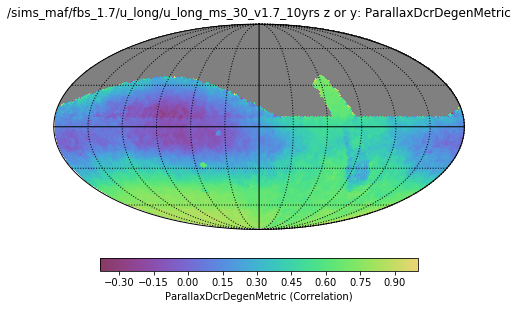 /sims_maf/fbs_1.7/u_long/u_long_ms_30_v1.7_10yrs z or y: ParallaxDcrDegenMetric
−0.30 −0.15 0.00 0.15 0.30 0.45 0.60 0.75 0.90
ParallaxDcrDegenMetric (Correlation)